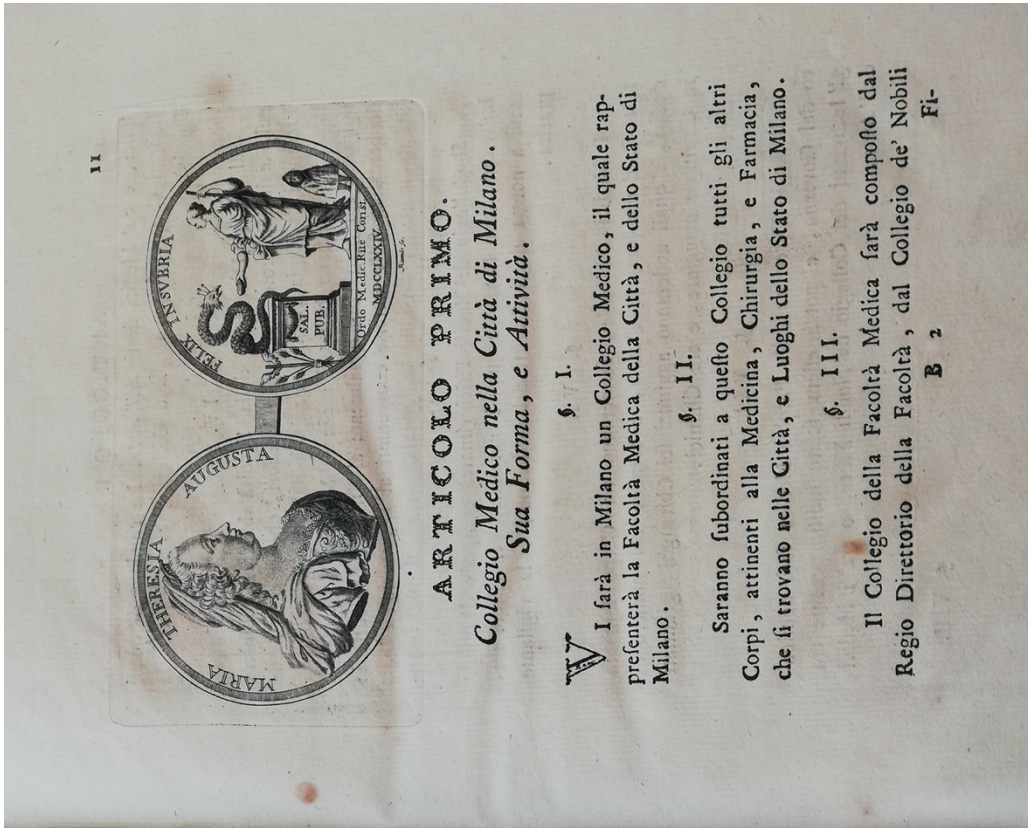 11
MARIA THERESIA AUGUSTA
FELIX INSVBRIA
SAL.
PUB.
Ordo Medic. Rite Const.
MDCCLXXIV.
ARTICOLO PRIMO.
Collegio Medico nella Città di Milano.
Sua Forma, e Attività.
§. I.
VI ſarà in Milano un Collegio Medico, il quale rap-
preſenterà la Facoltà Medica della Città, e dello Stato di
Milano.
§. II.
Saranno ſubordinati a queſto Collegio tutti gli altri
Corpi, attinenti alla Medicina, Chirurgia, e Farmacia,
che ſi trovano nelle Città, e Luoghi dello Stato di Milano.
§. III.
Il Collegio della Facoltà Medica ſarà compoſto dal
Regio Direttorio della Facoltà, dal Collegio de' Nobili
B 2 Fi-